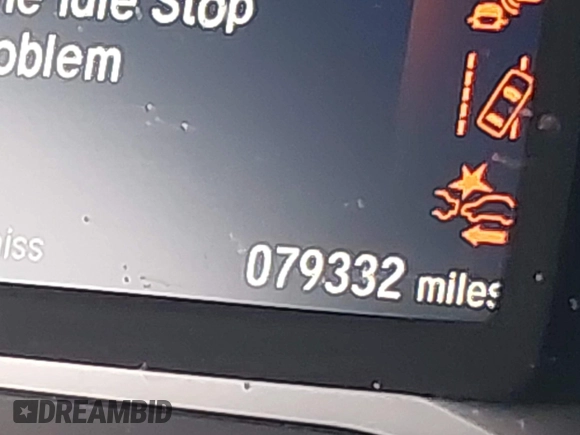 Idle Stop
oblem
iss
079332 miles
DREAMBID